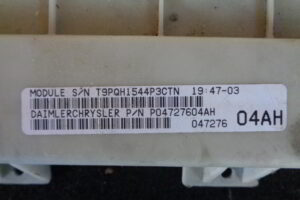 MODULE S/N T9PQH1544P3CTN 19:47-03
DAIMLERCHRYSLER P/N P04727604AH
047276 04AH